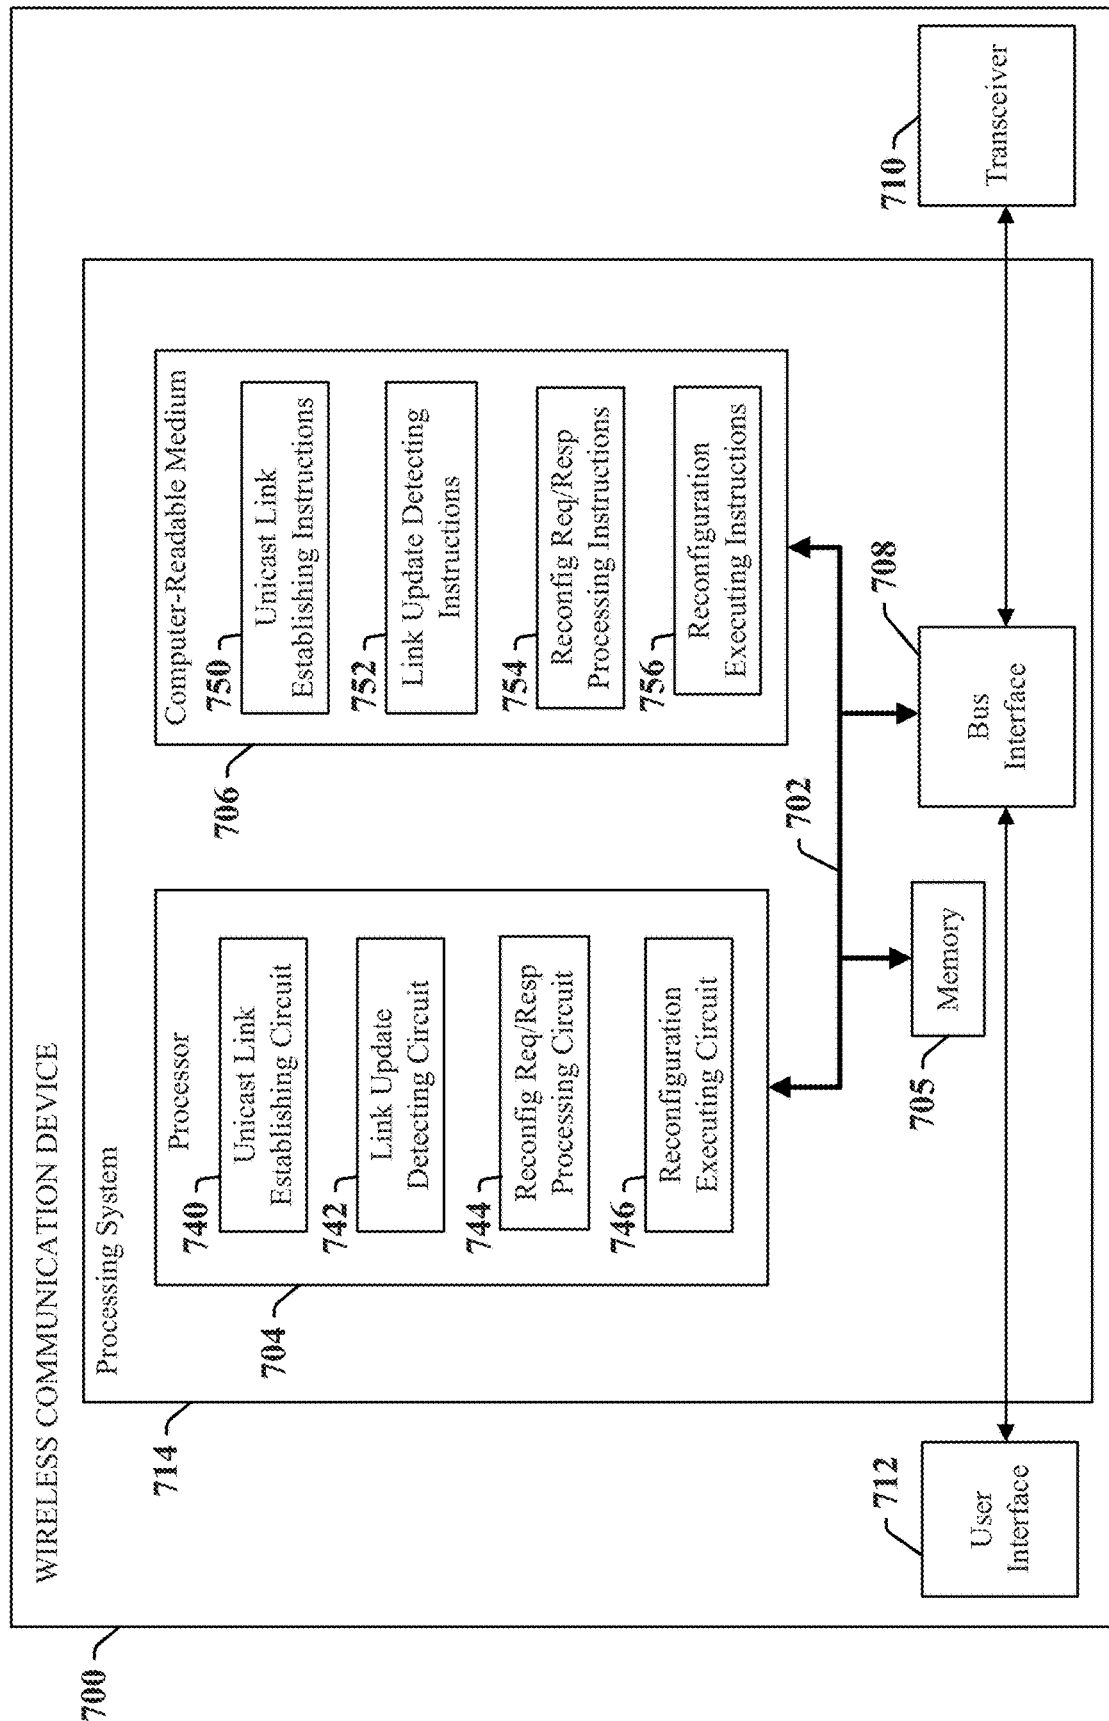 700
WIRELESS COMMUNICATION DEVICE
714
Processing System
704
Processor
740
Unicast Link
Establishing Circuit
742
Link Update
Detecting Circuit
744
Reconfig Req/Resp
Processing Circuit
746
Reconfiguration
Executing Circuit
706
Computer-Readable Medium
750
Unicast Link
Establishing Instructions
752
Link Update Detecting
Instructions
754
Reconfig Req/Resp
Processing Instructions
756
Reconfiguration
Executing Instructions
702
712
User
Interface
705
Memory
708
Bus
Interface
710
Transceiver